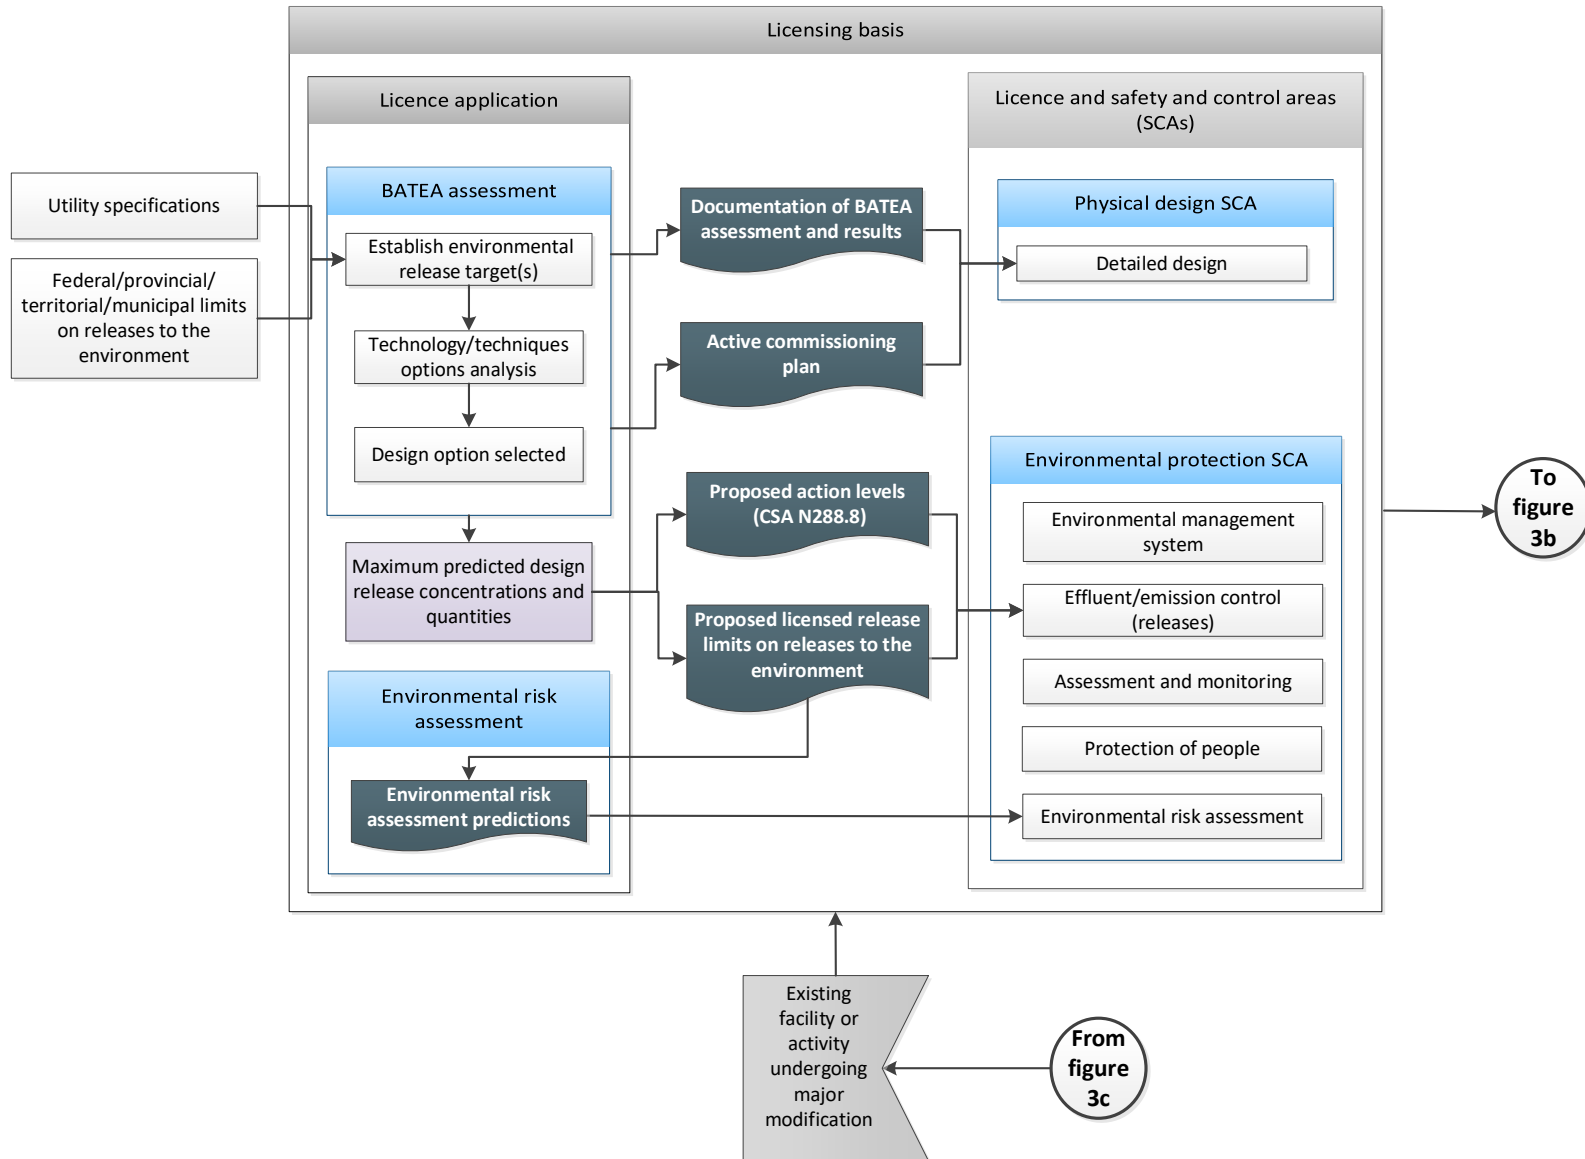 Licensing basis
Licence application
Licence and safety and control areas
(SCAs)
Utility specifications
Federal/provincial/
territorial/municipal limits
on releases to the
environment
BATEA assessment
Establish environmental
release target(s)
Technology/techniques
options analysis
Design option selected
Maximum predicted design
release concentrations and
quantities
Environmental risk
assessment
Environmental risk
assessment predictions
Documentation of BATEA
assessment and results
Active commissioning
plan
Proposed action levels
(CSA N288.8)
Proposed licensed release
limits on releases to the
environment
Physical design SCA
Detailed design
Environmental protection SCA
Environmental management
system
Effluent/emission control
(releases)
Assessment and monitoring
Protection of people
Environmental risk assessment
To
figure
3b
Existing
facility or
activity
undergoing
major
modification
From
figure
3c